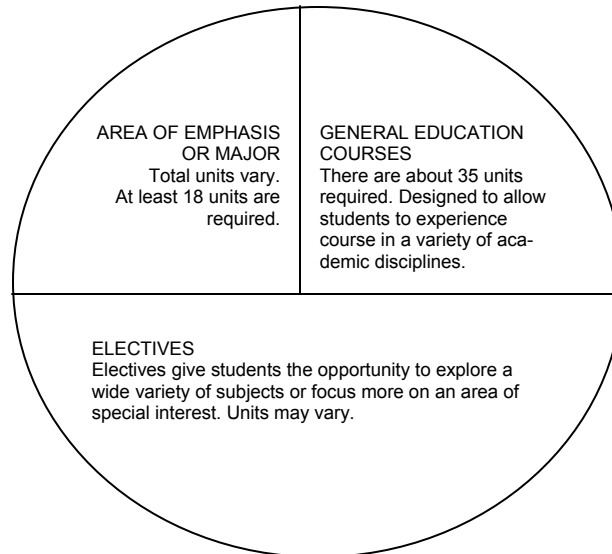 AREA OF EMPHASIS
OR MAJOR
Total units vary.
At least 18 units are
required.
GENERAL EDUCATION
COURSES
There are about 35 units
required. Designed to allow
students to experience
course in a variety of aca-
demic disciplines.
ELECTIVES
Electives give students the opportunity to explore a
wide variety of subjects or focus more on an area of
special interest. Units may vary.